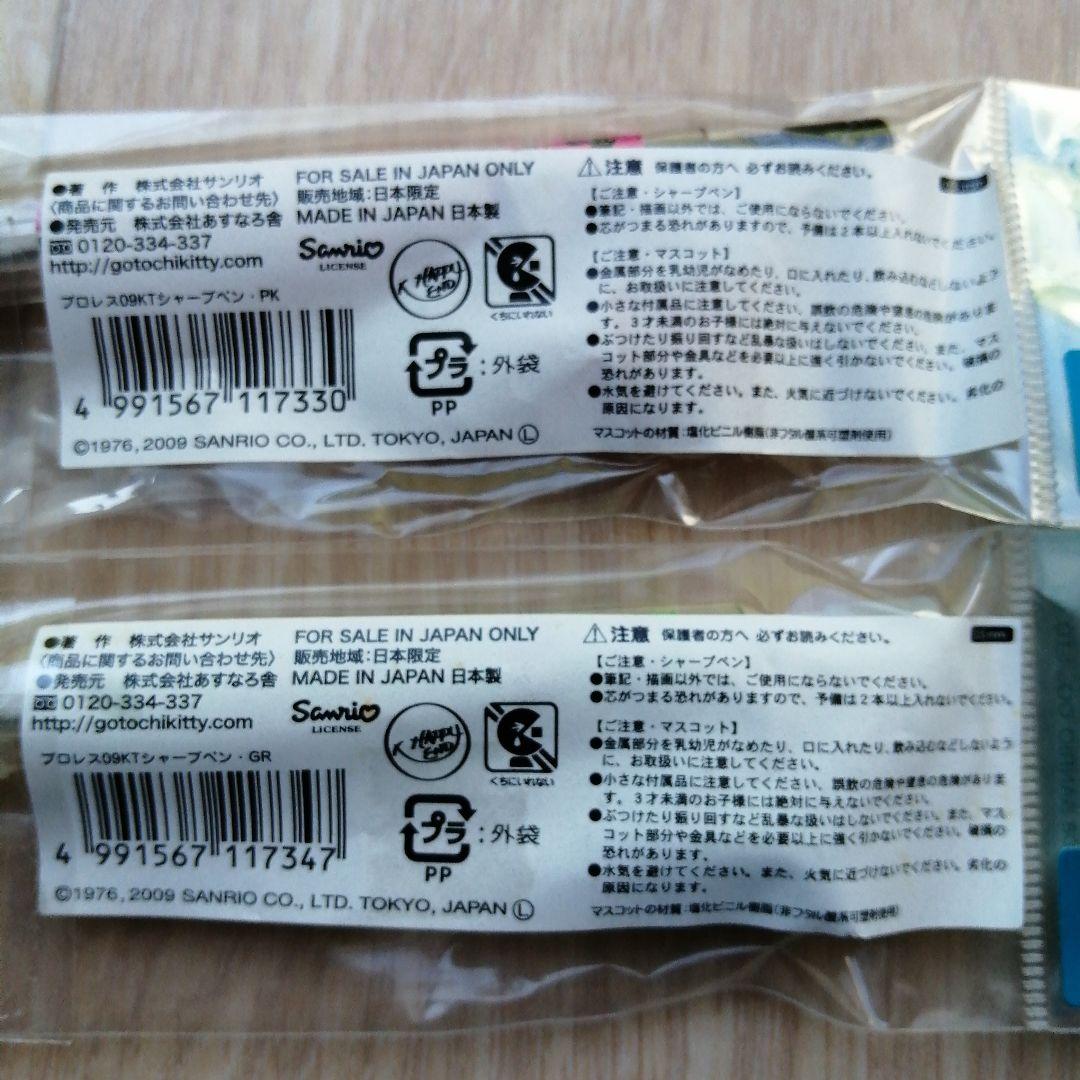 ●著　作　株式会社サンリオ
〈商品に関するお問い合わせ先〉
●発売元　株式会社あすなろ舎
0120-334-337
http://gotochikitty.com
プロレス09KTシャープペン・PK
4 991567 117330
©1976, 2009 SANRIO CO., LTD. TOKYO, JAPAN Ⓛ
FOR SALE IN JAPAN ONLY
販売地域:日本限定
MADE IN JAPAN 日本製
Sanrio
LICENSE
HAPPY
END
くちにいれない
プラ:外袋
PP
⚠注意　保護者の方へ 必ずお読みください。
【ご注意・シャープペン】
●筆記・描画以外では、ご使用にならないでください。
●芯がつまる恐れがありますので、予備は2本以上入れないでください。
【ご注意・マスコット】
●金属部分を乳幼児がなめたり、口に入れたり、飲み込むなどしないよう
に、お取扱いに注意してください。
●小さな付属品に注意してください、誤飲の危険や窒息の危険がありま
す。3才未満のお子様には絶対に与えないでください。
●ぶつけたり振り回すなど乱暴な扱いはしないでください。また、マス
コット部分や金具などを必要以上に強く引かないでください。破損の
恐れがあります。
●水気を避けてください。また、火気に近づけないでください。劣化の
原因になります。
マスコットの材質:塩化ビニル樹脂(非フタル酸系可塑剤使用)
●著　作　株式会社サンリオ
〈商品に関するお問い合わせ先〉
●発売元　株式会社あすなろ舎
0120-334-337
http://gotochikitty.com
プロレス09KTシャープペン・GR
4 991567 117347
©1976, 2009 SANRIO CO., LTD. TOKYO, JAPAN Ⓛ
FOR SALE IN JAPAN ONLY
販売地域:日本限定
MADE IN JAPAN 日本製
Sanrio
LICENSE
HAPPY
END
くちにいれない
プラ:外袋
PP
⚠注意　保護者の方へ 必ずお読みください。
【ご注意・シャープペン】
●筆記・描画以外では、ご使用にならないでください。
●芯がつまる恐れがありますので、予備は2本以上入れないでください。
【ご注意・マスコット】
●金属部分を乳幼児がなめたり、口に入れたり、飲み込むなどしないよう
に、お取扱いに注意してください。
●小さな付属品に注意してください、誤飲の危険や窒息の危険がありま
す。3才未満のお子様には絶対に与えないでください。
●ぶつけたり振り回すなど乱暴な扱いはしないでください。また、マス
コット部分や金具などを必要以上に強く引かないでください。破損の
恐れがあります。
●水気を避けてください。また、火気に近づけないでください。劣化の
原因になります。
マスコットの材質:塩化ビニル樹脂(非フタル酸系可塑剤使用)